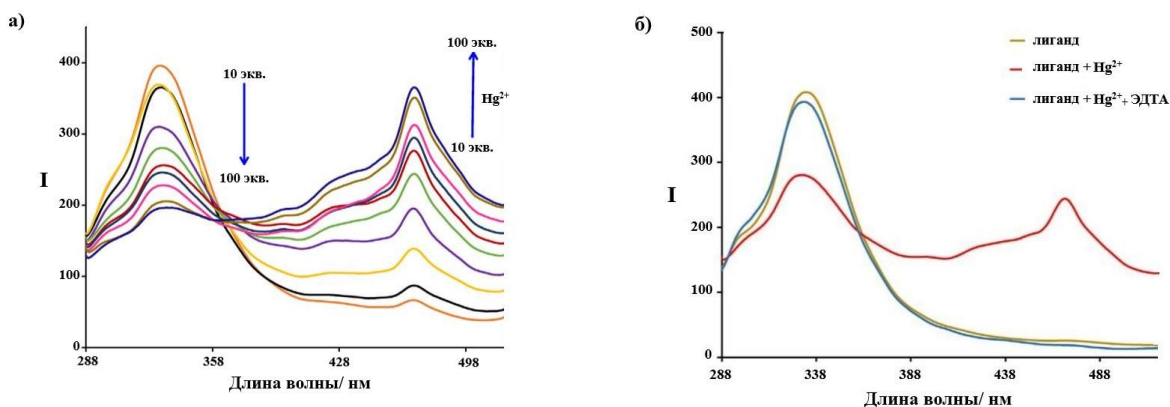 а)
I
400
300
200
100
0
288
358
428
498
Длина волны/ нм
10 экв.
100 экв.
100 экв.
Hg²⁺
10 экв.
б)
I
500
400
300
200
100
0
288
338
388
438
488
Длина волны/ нм
лиганд
лиганд + Hg²⁺
лиганд + Hg²⁺+ ЭДТА